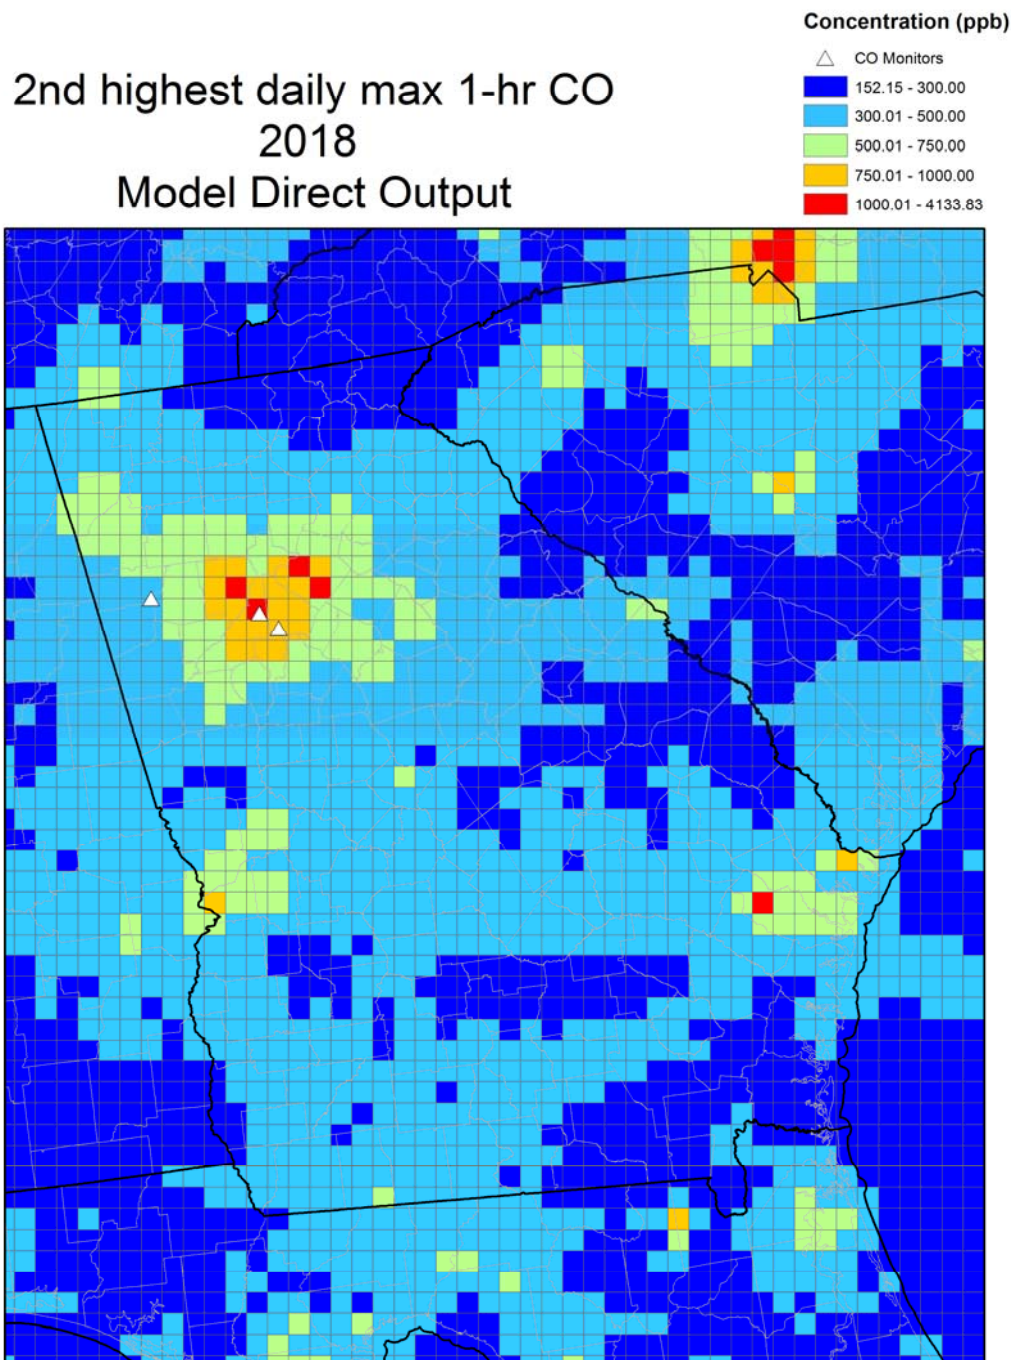 2nd highest daily max 1-hr CO
2018
Model Direct Output
Concentration (ppb)
CO Monitors
152.15 - 300.00
300.01 - 500.00
500.01 - 750.00
750.01 - 1000.00
1000.01 - 4133.83